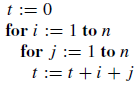 t := 0
for i := 1 to n
for j := 1 to n
t := t + i + j